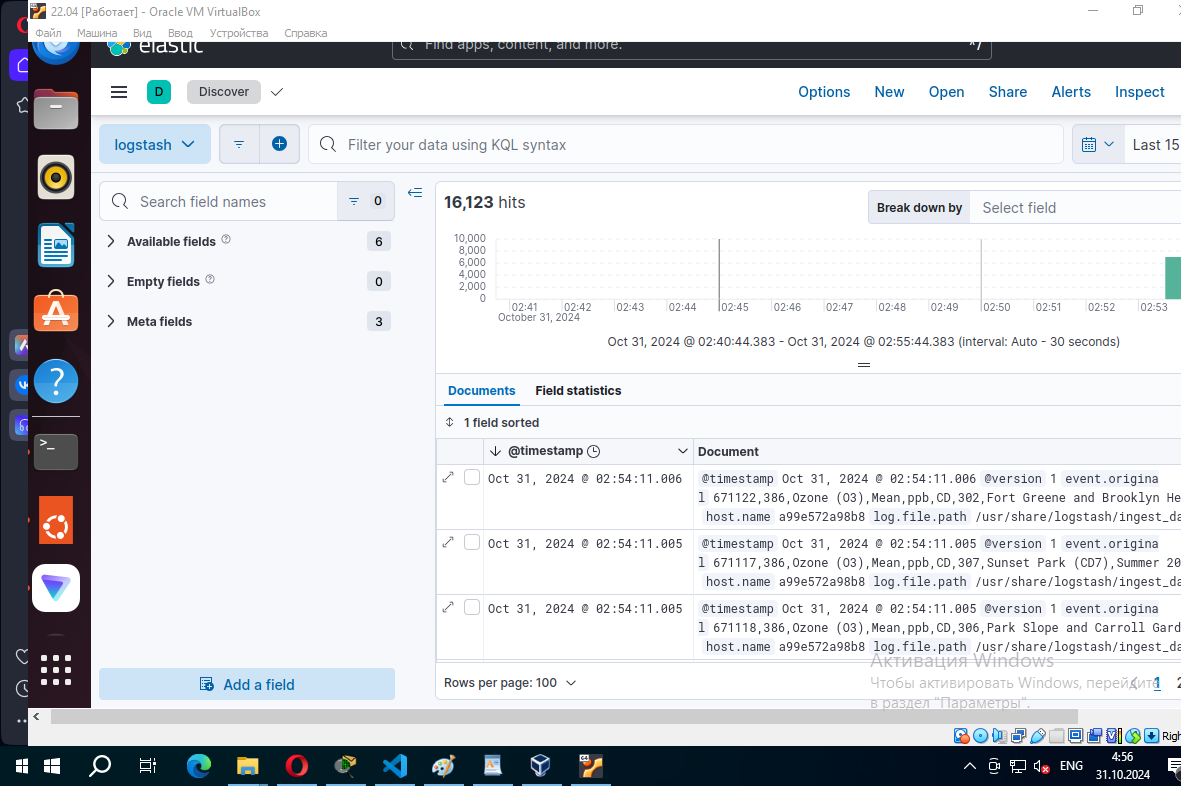 22.04 [Работает] - Oracle VM VirtualBox
Файл Машина Вид Ввод Устройства Справка
elastic Find apps, content, and more. ^/
D Discover Options New Open Share Alerts Inspect
logstash Filter your data using KQL syntax Last 15
Search field names 0
Available fields 6
Empty fields 0
Meta fields 3
Add a field
16,123 hits
Break down by Select field
10,000
8,000
6,000
4,000
2,000
0
02:41 02:42 02:43 02:44 02:45 02:46 02:47 02:48 02:49 02:50 02:51 02:52 02:53
October 31, 2024
Oct 31, 2024 @ 02:40:44.383 - Oct 31, 2024 @ 02:55:44.383 (interval: Auto - 30 seconds)
Documents Field statistics
1 field sorted
@timestamp Document
Oct 31, 2024 @ 02:54:11.006 @timestamp Oct 31, 2024 @ 02:54:11.006 @version 1 event.origina
l 671122,386,Ozone (O3),Mean,ppb,CD,302,Fort Greene and Brooklyn He
host.name a99e572a98b8 log.file.path /usr/share/logstash/ingest_da
Oct 31, 2024 @ 02:54:11.005 @timestamp Oct 31, 2024 @ 02:54:11.005 @version 1 event.origina
l 671117,386,Ozone (O3),Mean,ppb,CD,307,Sunset Park (CD7),Summer 20
host.name a99e572a98b8 log.file.path /usr/share/logstash/ingest_da
Oct 31, 2024 @ 02:54:11.005 @timestamp Oct 31, 2024 @ 02:54:11.005 @version 1 event.origina
l 671118,386,Ozone (O3),Mean,ppb,CD,306,Park Slope and Carroll Gard
host.name a99e572a98b8 log.file.path /usr/share/logstash/ingest_da
Активация Windows
Rows per page: 100 1 2
Чтобы активировать Windows, перейдите
в раздел "Параметры".
Righ
ENG 4:56
31.10.2024